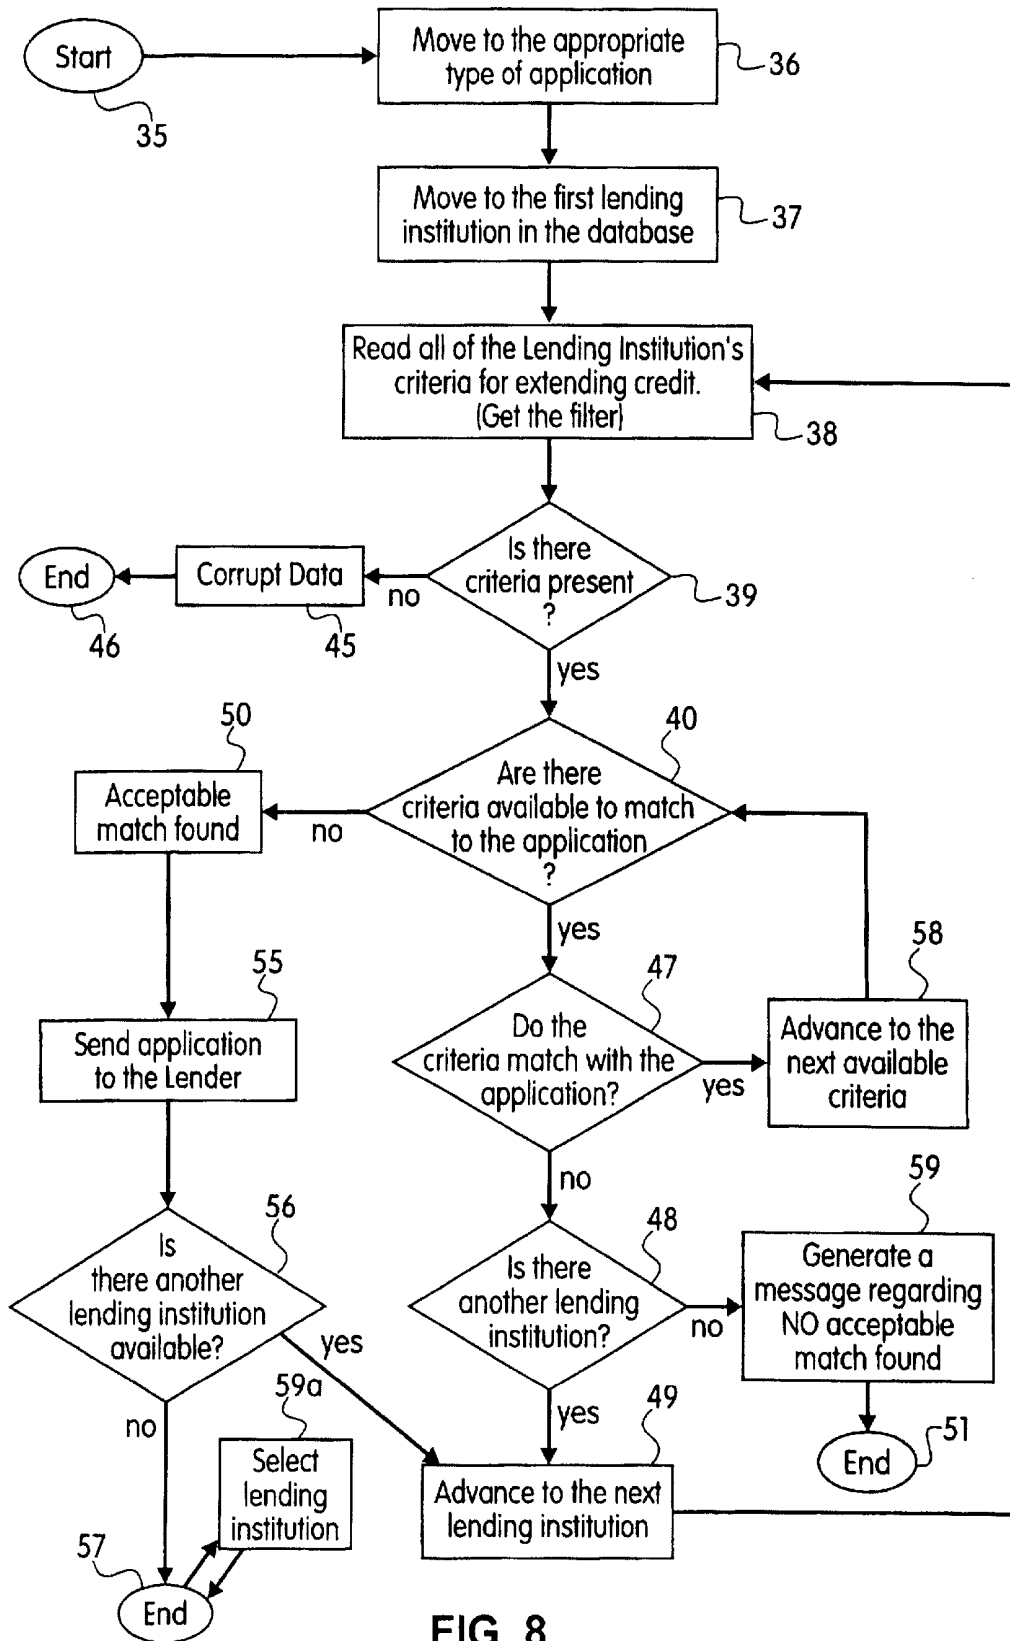 Start
35
Move to the appropriate
type of application
36
Move to the first lending
institution in the database
37
Read all of the Lending Institution's
criteria for extending credit.
(Get the filter)
38
Is there
criteria present
?
39
no
Corrupt Data
45
End
46
yes
40
Are there
criteria available to match
to the application
?
no
50
Acceptable
match found
yes
47
Do the
criteria match with the
application?
yes
58
Advance to the
next available
criteria
55
Send application
to the Lender
no
48
Is there
another lending
institution?
no
59
Generate a
message regarding
NO acceptable
match found
51
End
56
Is
there another
lending institution
available?
yes
no
59a
Select
lending
institution
57
End
yes
49
Advance to the next
lending institution
FIG. 8